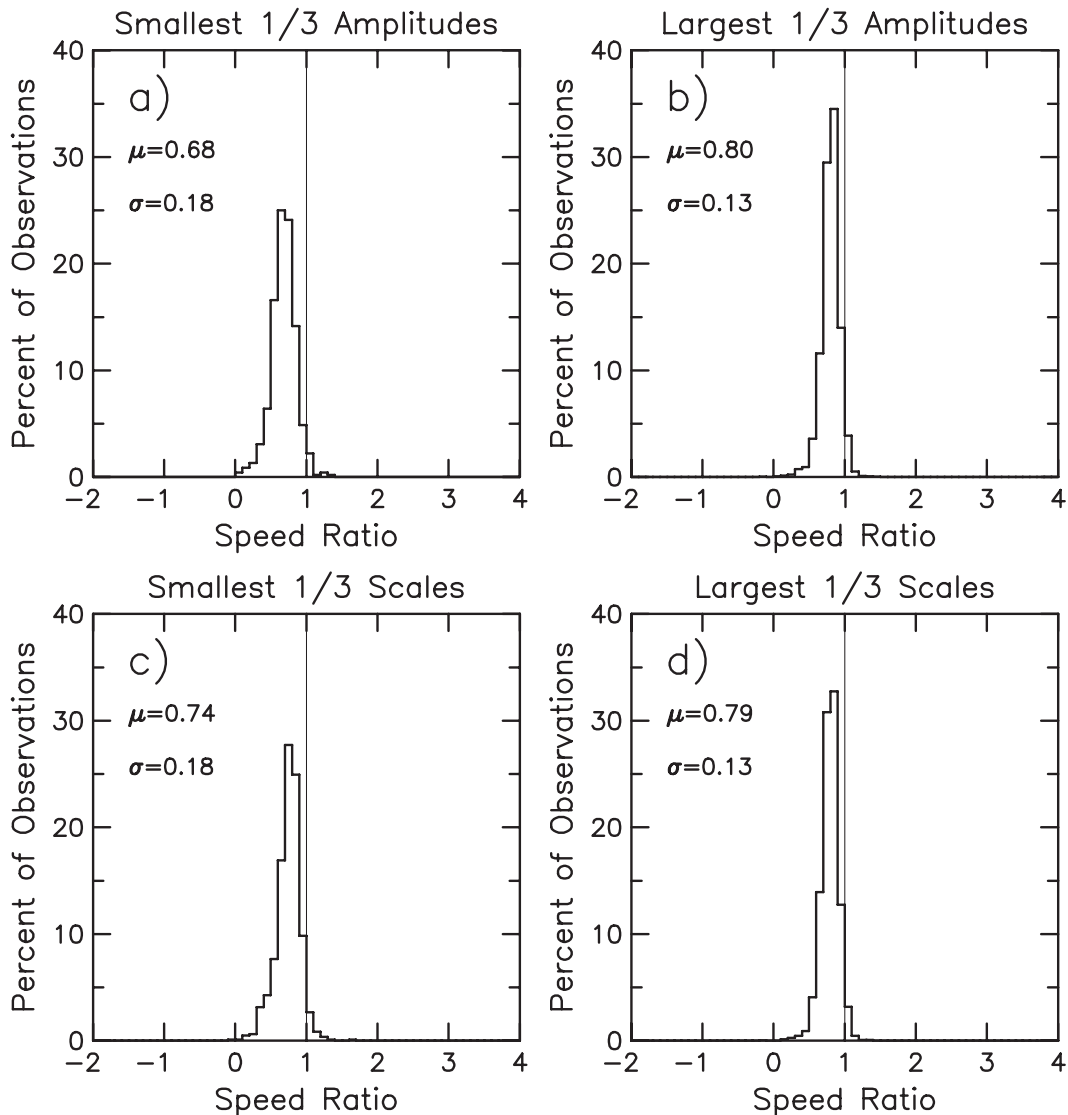 Smallest 1/3 Amplitudes
40
30
20
10
0
Percent of Observations
a)
μ=0.68
σ=0.18
−2 −1 0 1 2 3 4
Speed Ratio
Largest 1/3 Amplitudes
40
30
20
10
0
Percent of Observations
b)
μ=0.80
σ=0.13
−2 −1 0 1 2 3 4
Speed Ratio
Smallest 1/3 Scales
40
30
20
10
0
Percent of Observations
c)
μ=0.74
σ=0.18
−2 −1 0 1 2 3 4
Speed Ratio
Largest 1/3 Scales
40
30
20
10
0
Percent of Observations
d)
μ=0.79
σ=0.13
−2 −1 0 1 2 3 4
Speed Ratio